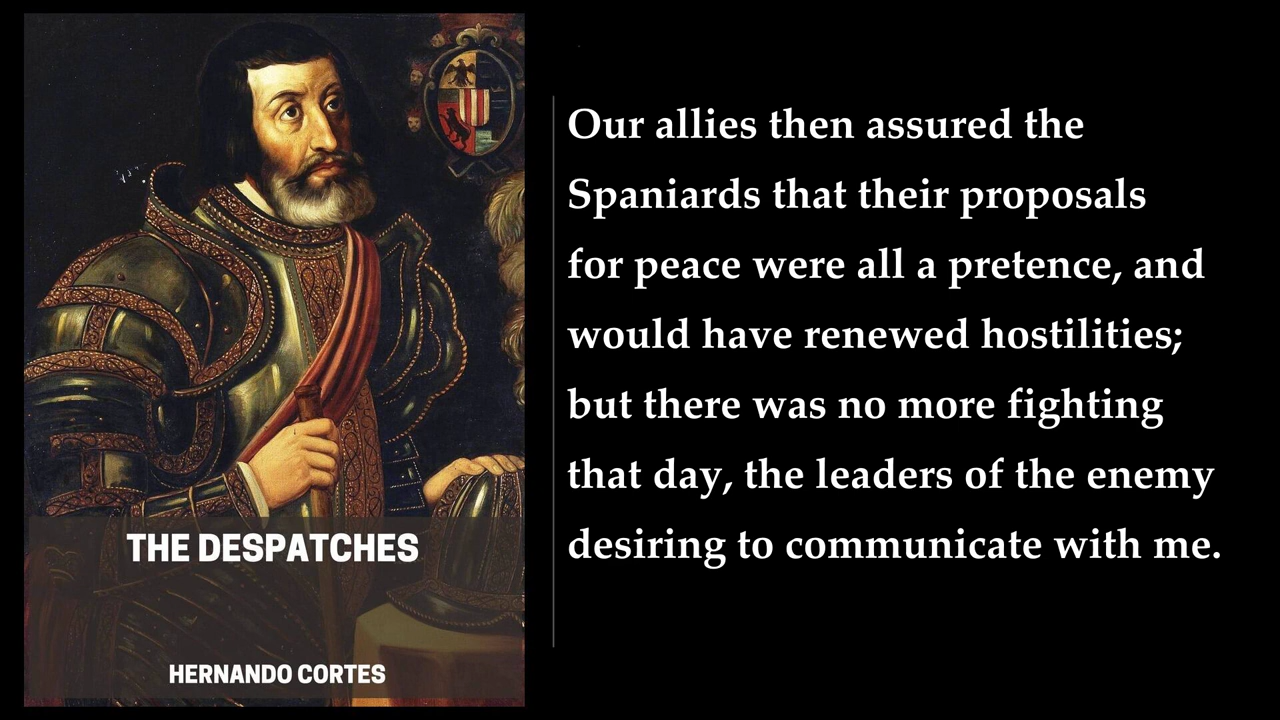 THE DESPATCHES
HERNANDO CORTES
Our allies then assured the
Spaniards that their proposals
for peace were all a pretence, and
would have renewed hostilities;
but there was no more fighting
that day, the leaders of the enemy
desiring to communicate with me.